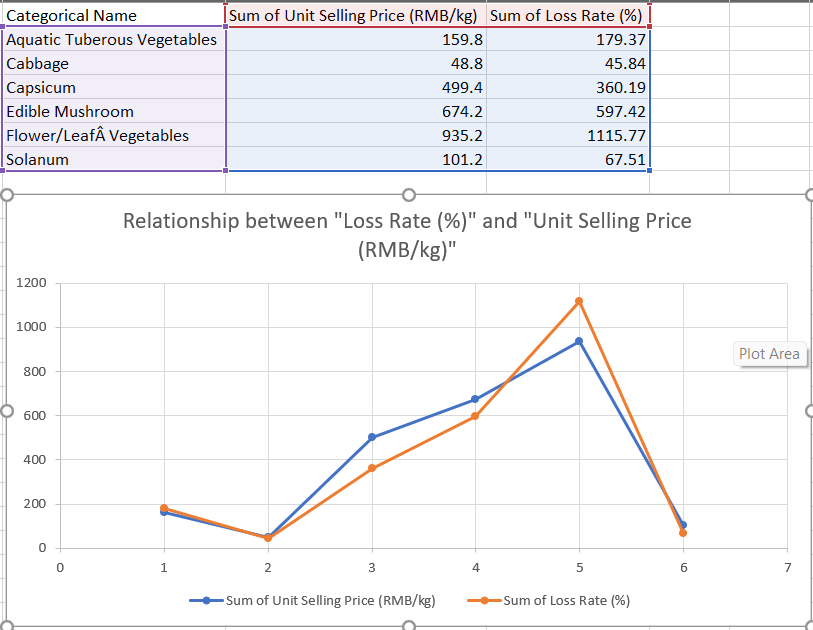 Categorical Name Sum of Unit Selling Price (RMB/kg) Sum of Loss Rate (%)
Aquatic Tuberous Vegetables 159.8 179.37
Cabbage 48.8 45.84
Capsicum 499.4 360.19
Edible Mushroom 674.2 597.42
Flower/LeafÂ Vegetables 935.2 1115.77
Solanum 101.2 67.51
Relationship between "Loss Rate (%)" and "Unit Selling Price
(RMB/kg)"
1200
1000
800
600
400
200
0
Plot Area
0 1 2 3 4 5 6 7
Sum of Unit Selling Price (RMB/kg) Sum of Loss Rate (%)